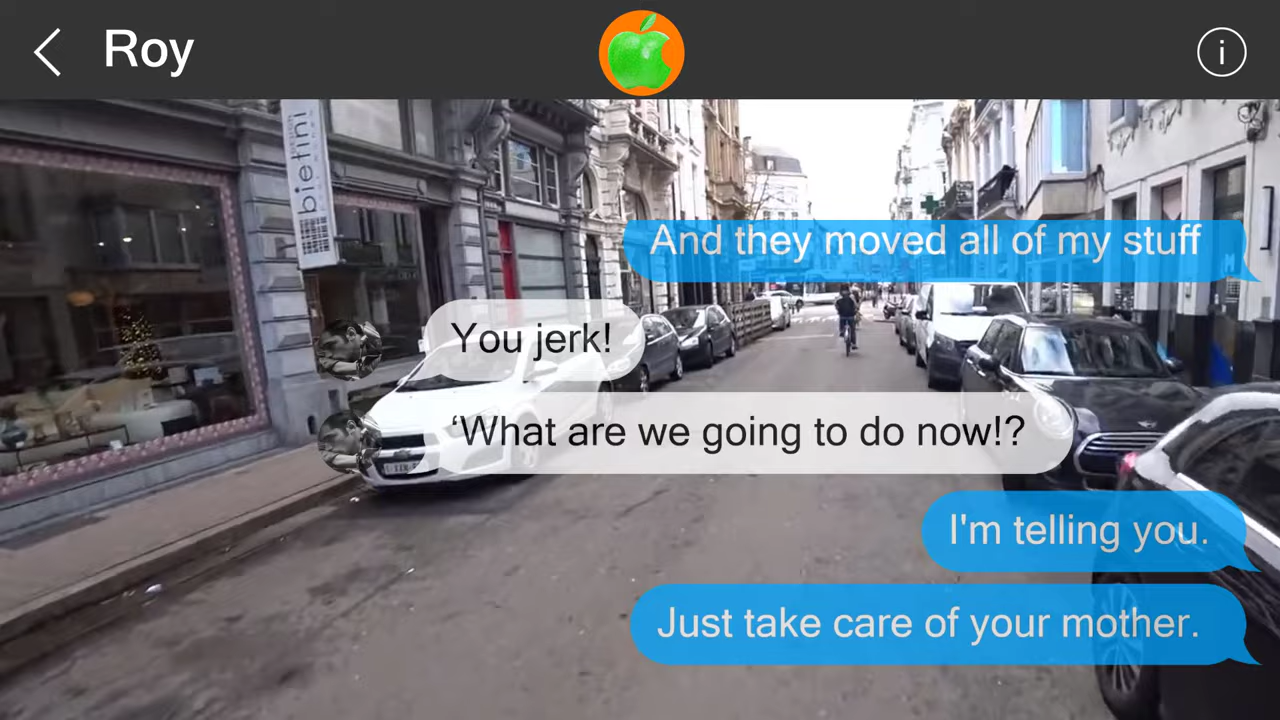 Roy
i
bietini
And they moved all of my stuff
You jerk!
‘What are we going to do now!?
I'm telling you.
Just take care of your mother.